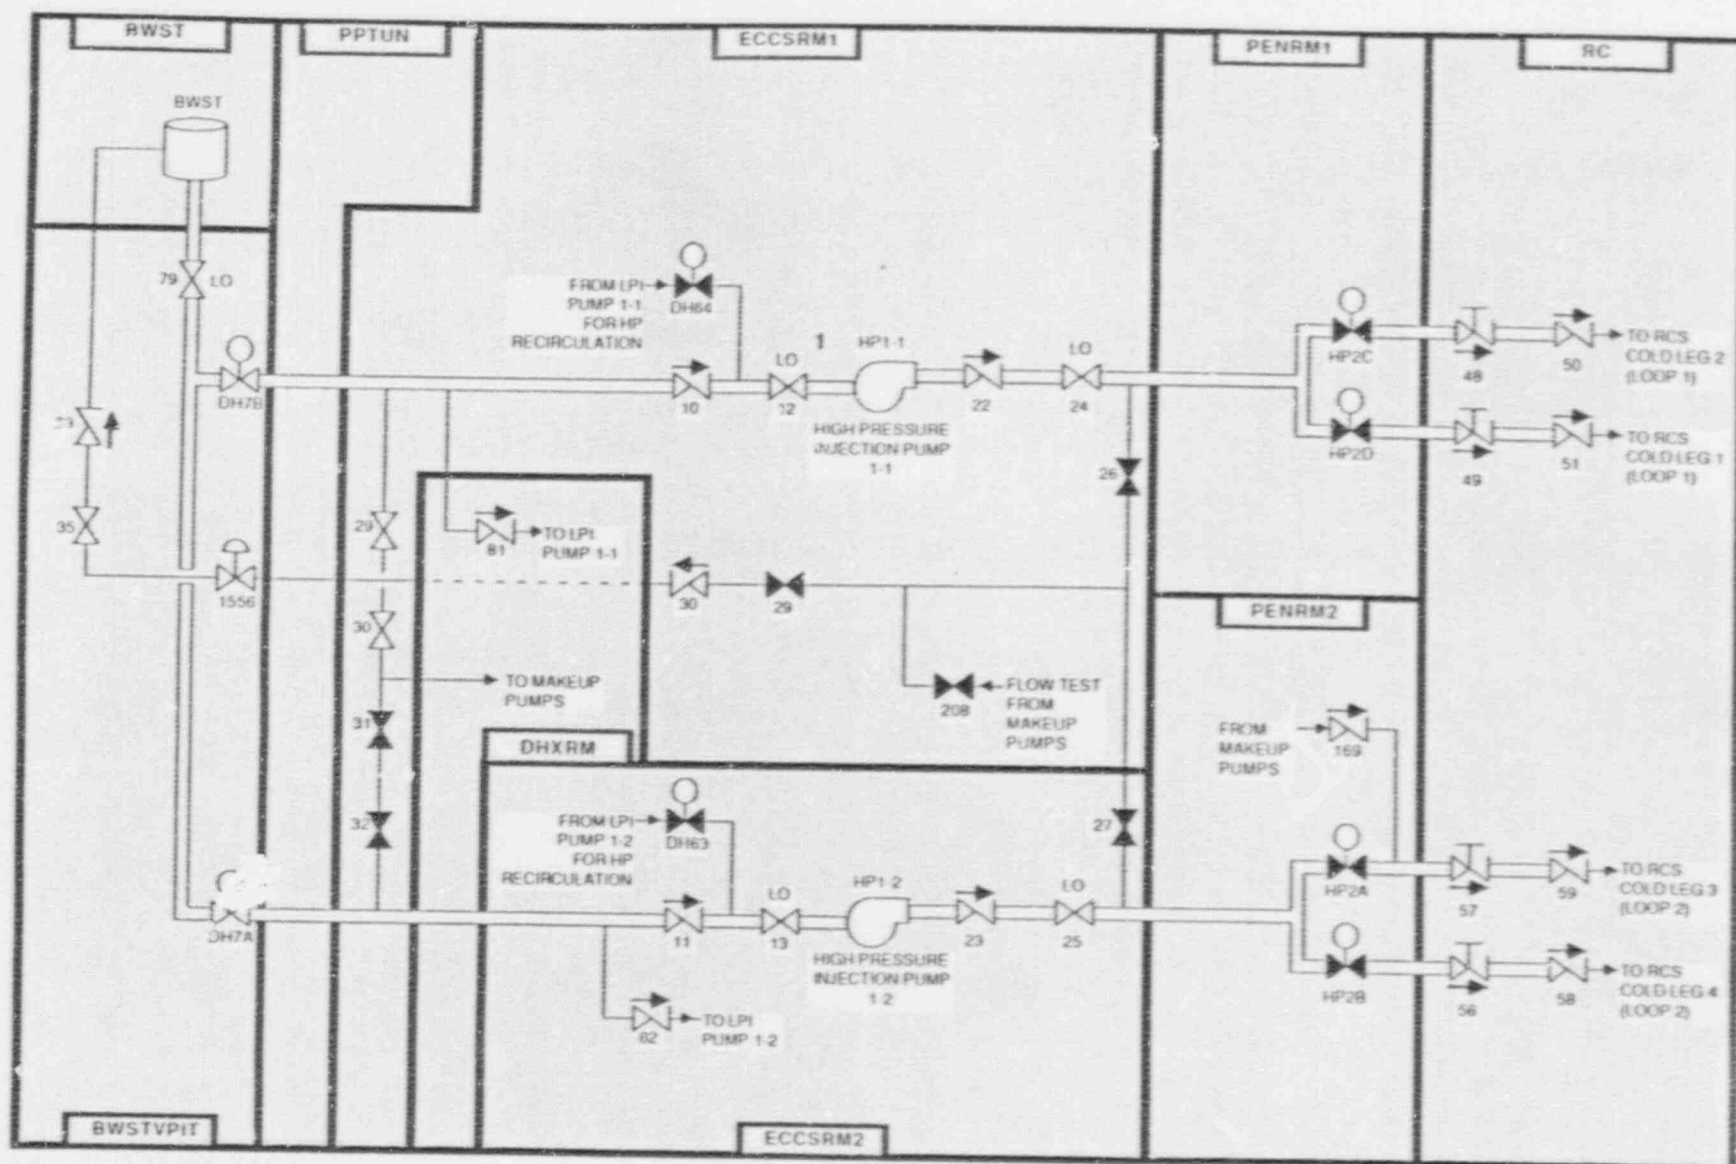 BWST
PPTUN
ECCSRM1
PENRM1
RC
BWST
79
LO
DH7B
35
1556
29
30
31
32
DH7A
FROM LPI
PUMP 1-1
FOR HP
RECIRCULATION
DH64
10
LO
12
1
HP1-1
HIGH PRESSURE
INJECTION PUMP
1-1
22
LO
24
26
81
TO LPI
PUMP 1-1
30
29
TO MAKEUP
PUMPS
208
FLOW TEST
FROM
MAKEUP
PUMPS
HP2C
48
50
TO RCS
COLD LEG 2
(LOOP 1)
HP2D
49
51
TO RCS
COLD LEG 1
(LOOP 1)
PENRM2
DHXRM
FROM LPI
PUMP 1-2
FOR HP
RECIRCULATION
DH63
11
LO
13
HP1-2
HIGH PRESSURE
INJECTION PUMP
1-2
23
LO
25
27
82
TO LPI
PUMP 1-2
FROM
MAKEUP
PUMPS
169
HP2A
57
59
TO RCS
COLD LEG 3
(LOOP 2)
HP2B
56
58
TO RCS
COLD LEG 4
(LOOP 2)
BWSTVPIT
ECCSRM2